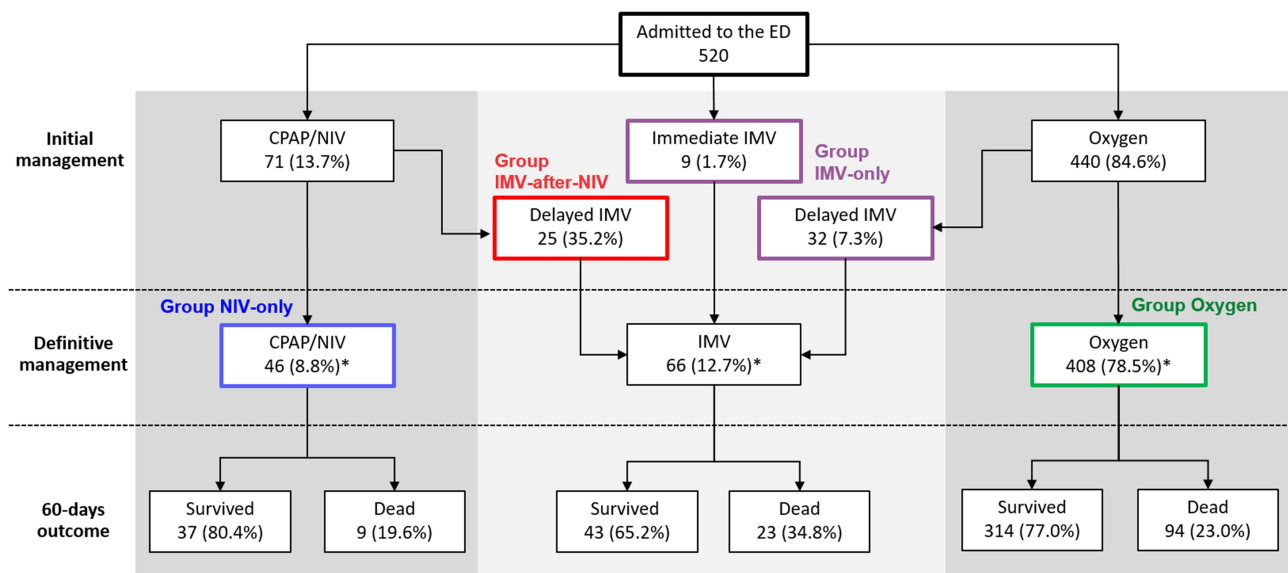 Admitted to the ED
520
Initial
management
CPAP/NIV
71 (13.7%)
Immediate IMV
9 (1.7%)
Oxygen
440 (84.6%)
Group
IMV-after-NIV
Group
IMV-only
Delayed IMV
25 (35.2%)
Delayed IMV
32 (7.3%)
Group NIV-only
Group Oxygen
Definitive
management
CPAP/NIV
46 (8.8%)*
IMV
66 (12.7%)*
Oxygen
408 (78.5%)*
60-days
outcome
Survived
37 (80.4%)
Dead
9 (19.6%)
Survived
43 (65.2%)
Dead
23 (34.8%)
Survived
314 (77.0%)
Dead
94 (23.0%)